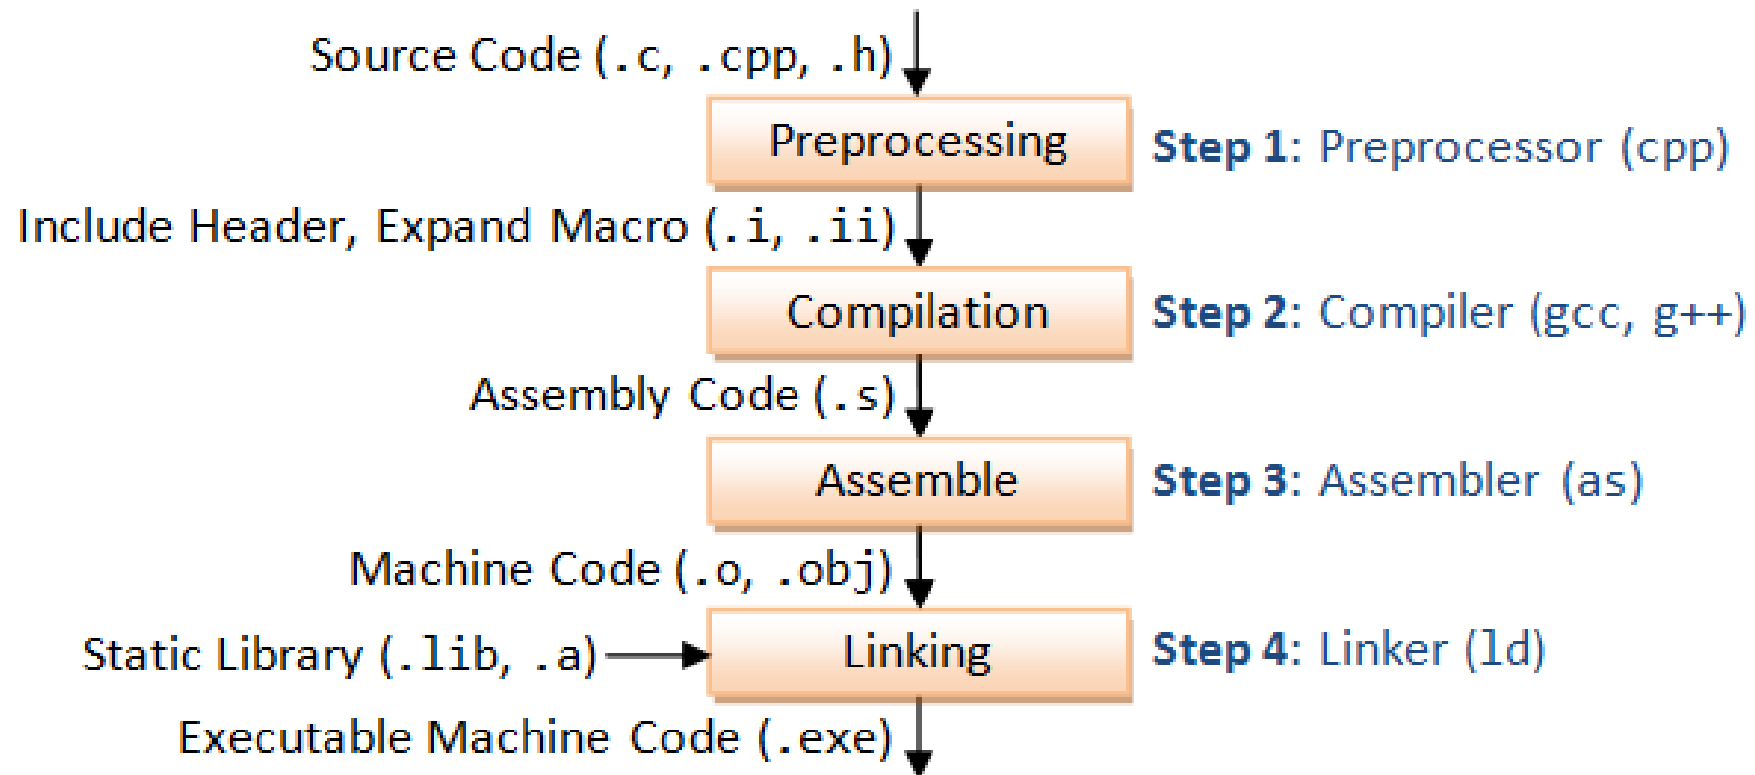 Source Code (.c, .cpp, .h)
Preprocessing
Step 1: Preprocessor (cpp)
Include Header, Expand Macro (.i, .ii)
Compilation
Step 2: Compiler (gcc, g++)
Assembly Code (.s)
Assemble
Step 3: Assembler (as)
Machine Code (.o, .obj)
Static Library (.lib, .a)
Linking
Step 4: Linker (ld)
Executable Machine Code (.exe)